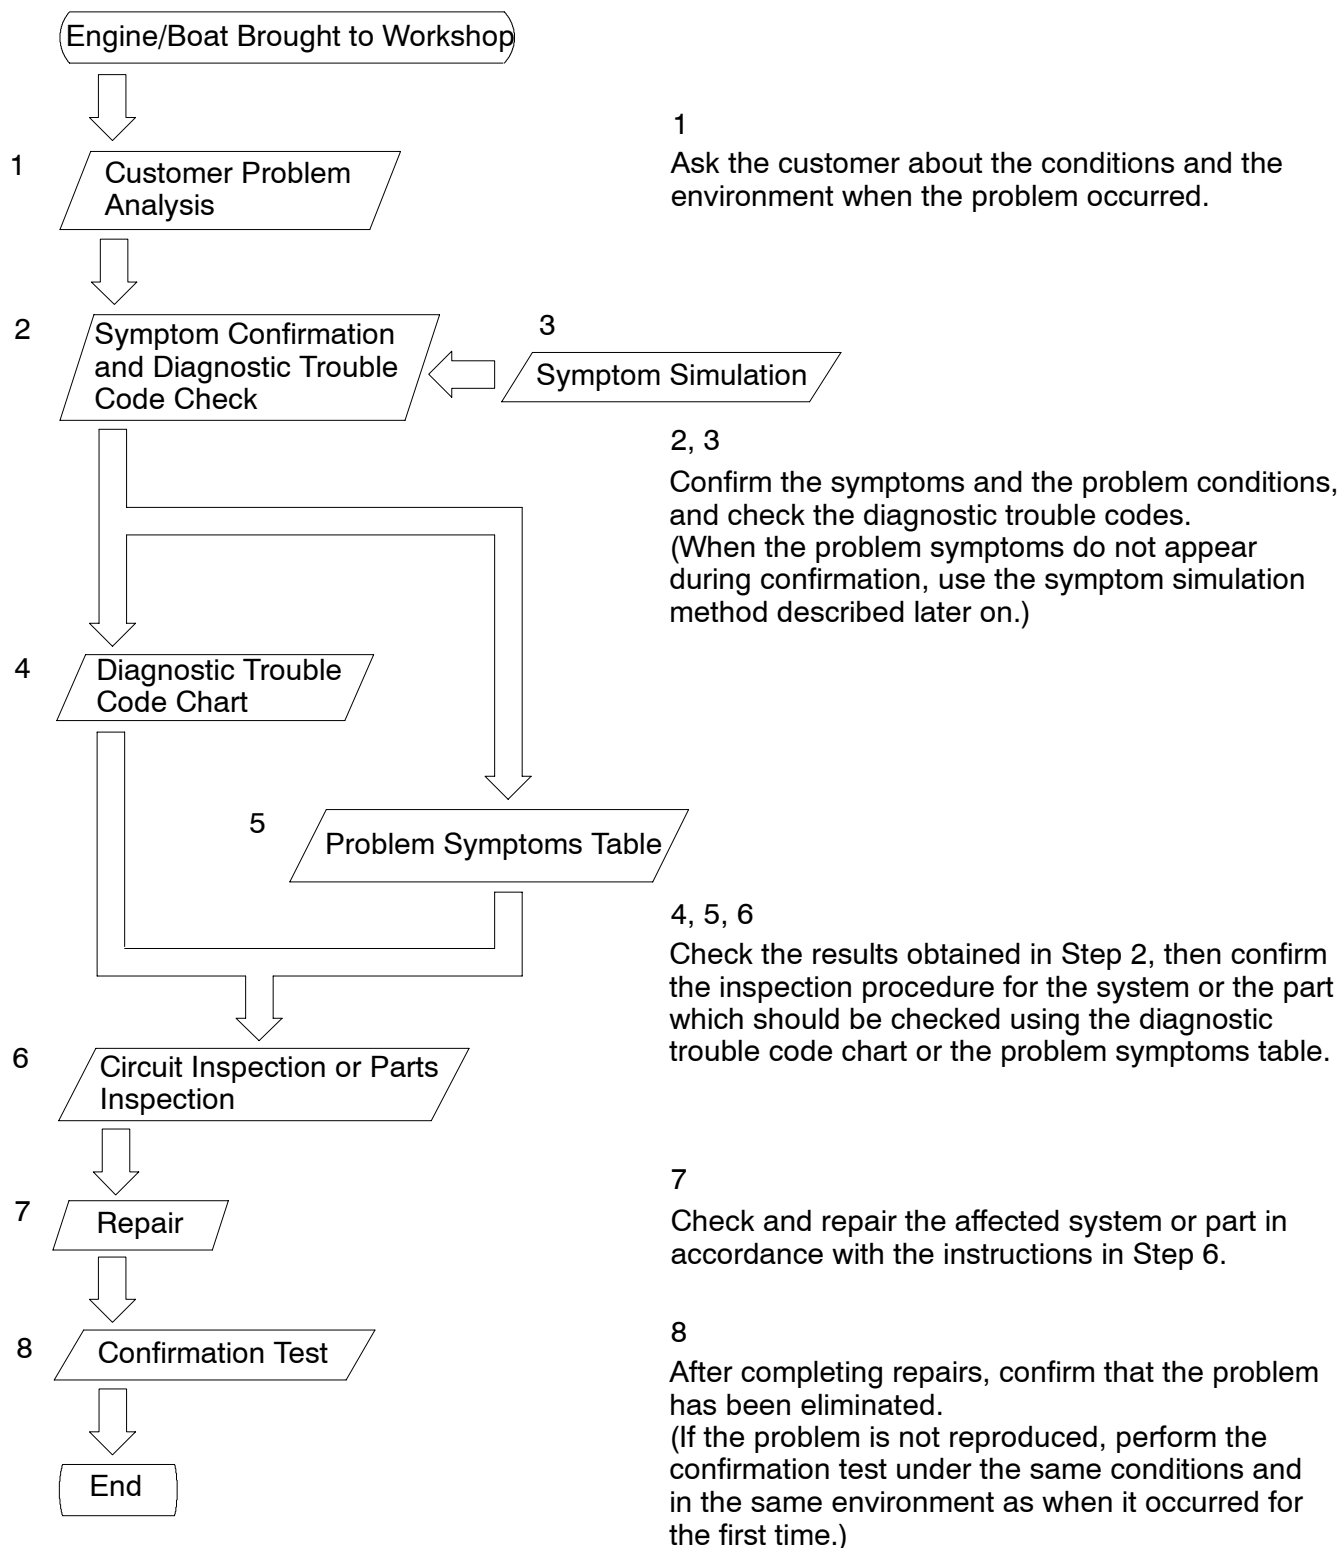 Engine/Boat Brought to Workshop
1
Customer Problem
Analysis
1
Ask the customer about the conditions and the
environment when the problem occurred.
2
Symptom Confirmation
and Diagnostic Trouble
Code Check
3
Symptom Simulation
2, 3
Confirm the symptoms and the problem conditions,
and check the diagnostic trouble codes.
(When the problem symptoms do not appear
during confirmation, use the symptom simulation
method described later on.)
4
Diagnostic Trouble
Code Chart
5
Problem Symptoms Table
4, 5, 6
Check the results obtained in Step 2, then confirm
the inspection procedure for the system or the part
which should be checked using the diagnostic
trouble code chart or the problem symptoms table.
6
Circuit Inspection or Parts
Inspection
7
Repair
7
Check and repair the affected system or part in
accordance with the instructions in Step 6.
8
Confirmation Test
8
After completing repairs, confirm that the problem
has been eliminated.
(If the problem is not reproduced, perform the
confirmation test under the same conditions and
in the same environment as when it occurred for
the first time.)
End